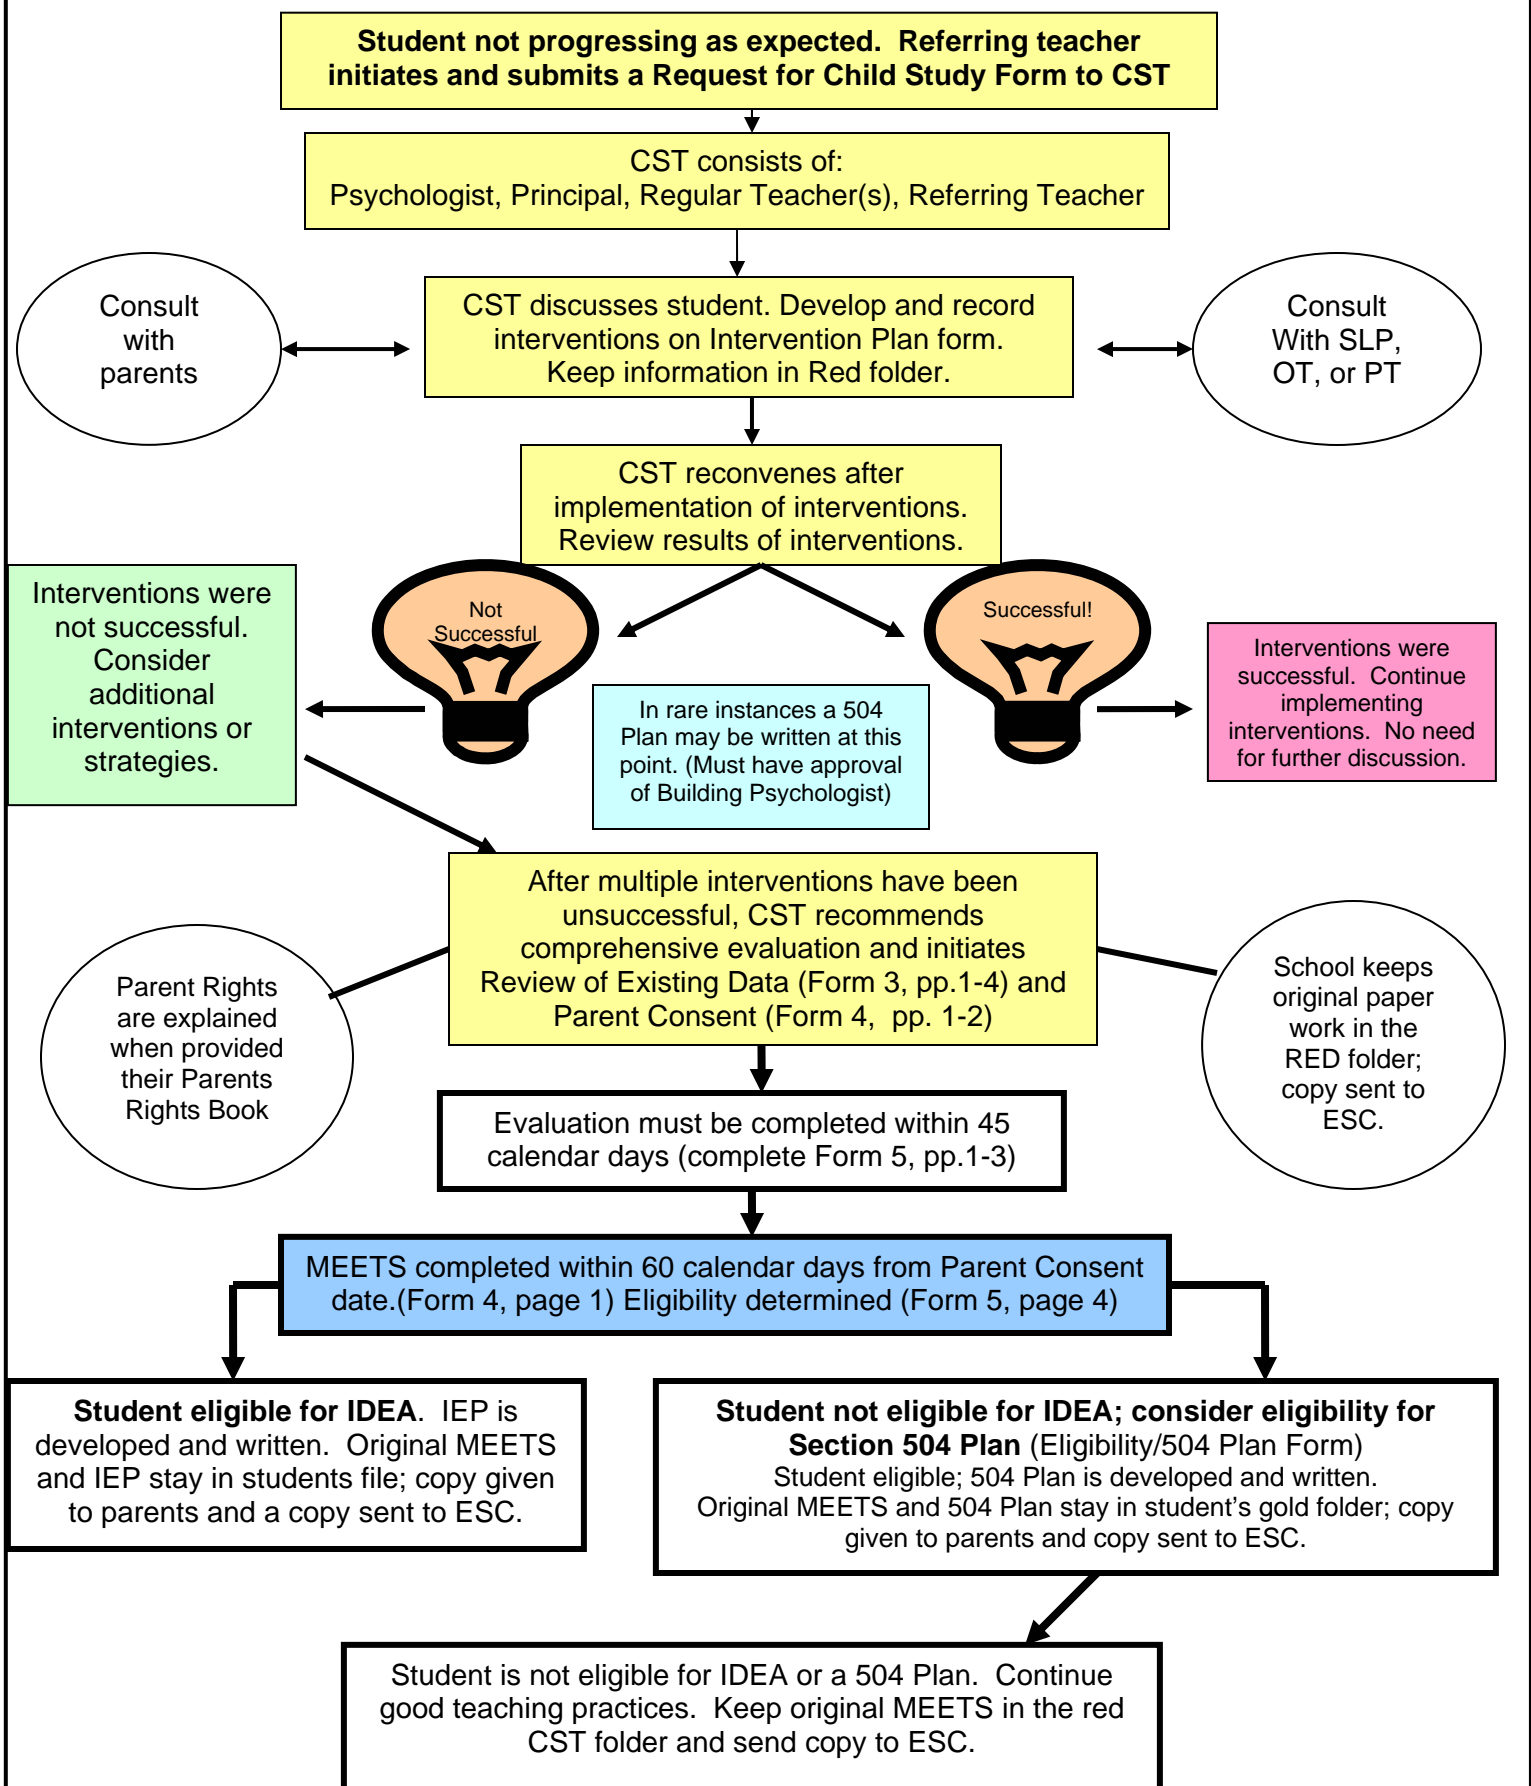 Student not progressing as expected.  Referring teacher
initiates and submits a Request for Child Study Form to CST
CST consists of:
Psychologist, Principal, Regular Teacher(s), Referring Teacher
Consult
with
parents
CST discusses student. Develop and record
interventions on Intervention Plan form.
Keep information in Red folder.
Consult
With SLP,
OT, or PT
CST reconvenes after
implementation of interventions.
Review results of interventions.
Interventions were
not successful.
Consider
additional
interventions or
strategies.
Not
Successful
Successful!
In rare instances a 504
Plan may be written at this
point. (Must have approval
of Building Psychologist)
Interventions were
successful.  Continue
implementing
interventions.  No need
for further discussion.
After multiple interventions have been
unsuccessful, CST recommends
comprehensive evaluation and initiates
Review of Existing Data (Form 3, pp.1-4) and
Parent Consent (Form 4,  pp. 1-2)
Parent Rights
are explained
when provided
their Parents
Rights Book
School keeps
original paper
work in the
RED folder;
copy sent to
ESC.
Evaluation must be completed within 45
calendar days (complete Form 5, pp.1-3)
MEETS completed within 60 calendar days from Parent Consent
date.(Form 4, page 1) Eligibility determined (Form 5, page 4)
Student eligible for IDEA.  IEP is
developed and written.  Original MEETS
and IEP stay in students file; copy given
to parents and a copy sent to ESC.
Student not eligible for IDEA; consider eligibility for
Section 504 Plan (Eligibility/504 Plan Form)
Student eligible; 504 Plan is developed and written.
Original MEETS and 504 Plan stay in student’s gold folder; copy
given to parents and copy sent to ESC.
Student is not eligible for IDEA or a 504 Plan.  Continue
good teaching practices.  Keep original MEETS in the red
CST folder and send copy to ESC.